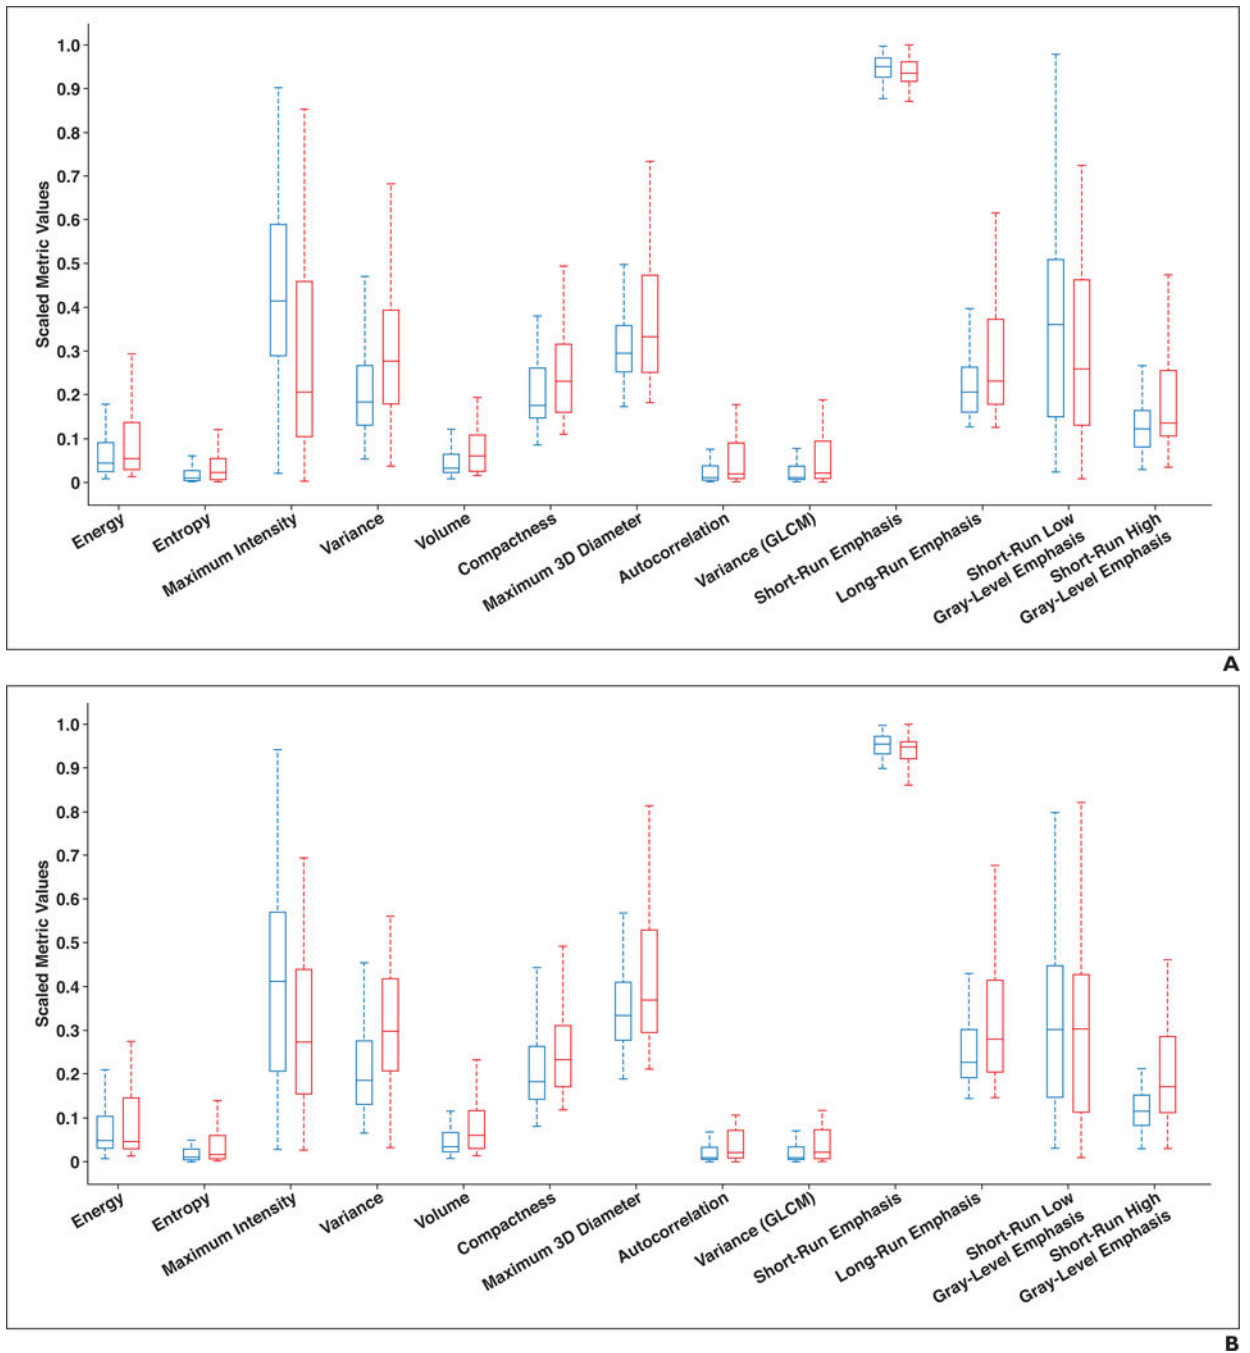 1.0
0.9
0.8
0.7
0.6
0.5
0.4
0.3
0.2
0.1
0
Scaled Metric Values
Energy
Entropy
Maximum Intensity
Variance
Volume
Compactness
Maximum 3D Diameter
Autocorrelation
Variance (GLCM)
Short-Run Emphasis
Long-Run Emphasis
Short-Run Low
Gray-Level Emphasis
Short-Run High
Gray-Level Emphasis
A
1.0
0.9
0.8
0.7
0.6
0.5
0.4
0.3
0.2
0.1
0
Scaled Metric Values
Energy
Entropy
Maximum Intensity
Variance
Volume
Compactness
Maximum 3D Diameter
Autocorrelation
Variance (GLCM)
Short-Run Emphasis
Long-Run Emphasis
Short-Run Low
Gray-Level Emphasis
Short-Run High
Gray-Level Emphasis
B